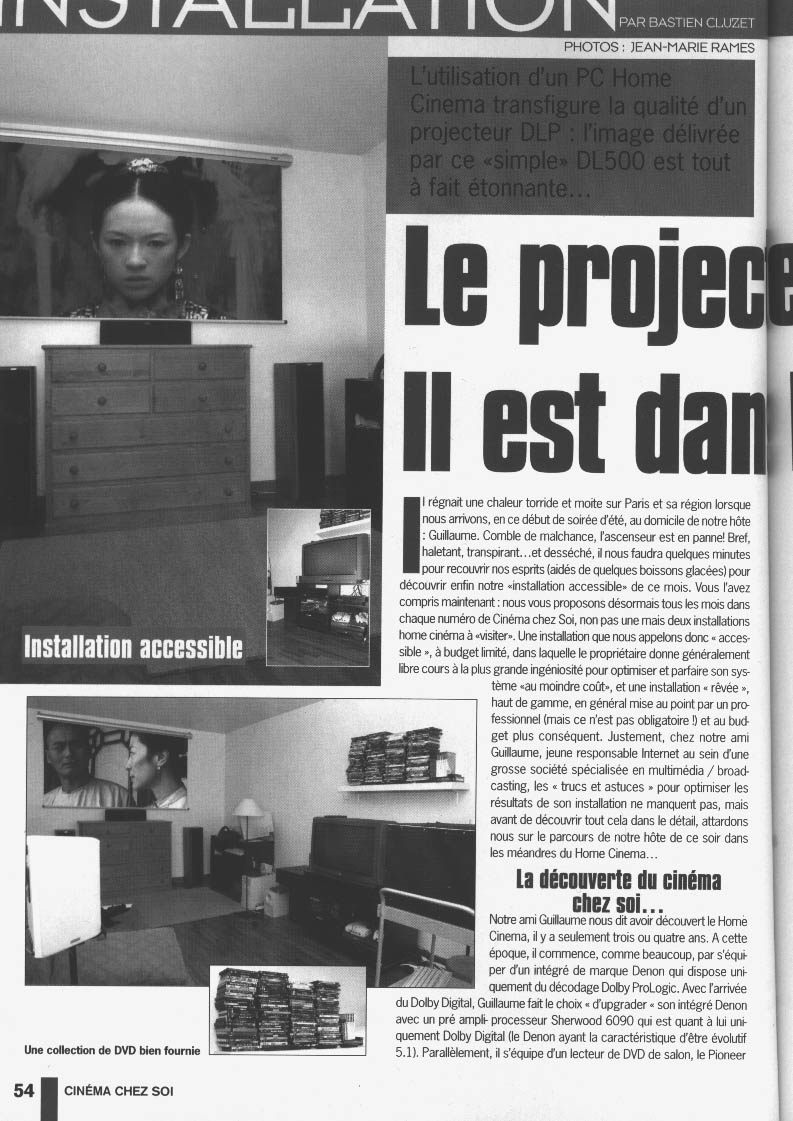 INSTALLATION
PAR BASTIEN CLUZET
PHOTOS : JEAN-MARIE RAMES
L'utilisation d'un PC Home
Cinema transfigure la qualité d'un
projecteur DLP : l'image délivrée
par ce «simple» DL500 est tout
à fait étonnante...
Le projec
Il est dan
Il régnait une chaleur torride et moite sur Paris et sa région lorsque
nous arrivons, en ce début de soirée d'été, au domicile de notre hôte
: Guillaume. Comble de malchance, l'ascenseur est en panne! Bref,
haletant, transpirant...et desséché, il nous faudra quelques minutes
pour recouvrir nos esprits (aidés de quelques boissons glacées) pour
découvrir enfin notre «installation accessible» de ce mois. Vous l'avez
compris maintenant : nous vous proposons désormais tous les mois dans
chaque numéro de Cinéma chez Soi, non pas une mais deux installations
home cinéma à «visiter». Une installation que nous appelons donc « acces-
sible », à budget limité, dans laquelle le propriétaire donne généralement
libre cours à la plus grande ingéniosité pour optimiser et parfaire son sys-
tème «au moindre coût», et une installation « rêvée »,
haut de gamme, en général mise au point par un pro-
fessionnel (mais ce n'est pas obligatoire !) et au bud-
get plus conséquent. Justement, chez notre ami
Guillaume, jeune responsable Internet au sein d'une
grosse société spécialisée en multimédia / broad-
casting, les « trucs et astuces » pour optimiser les
résultats de son installation ne manquent pas, mais
avant de découvrir tout cela dans le détail, attardons
nous sur le parcours de notre hôte de ce soir dans
les méandres du Home Cinema...
La découverte du cinéma
chez soi...
Notre ami Guillaume nous dit avoir découvert le Home
Cinema, il y a seulement trois ou quatre ans. A cette
époque, il commence, comme beaucoup, par s'équi-
per d'un intégré de marque Denon qui dispose uni-
quement du décodage Dolby ProLogic. Avec l'arrivée
du Dolby Digital, Guillaume fait le choix « d'upgrader « son intégré Denon
avec un pré ampli- processeur Sherwood 6090 qui est quant à lui uni-
quement Dolby Digital (le Denon ayant la caractéristique d'être évolutif
5.1). Parallèlement, il s'équipe d'un lecteur de DVD de salon, le Pioneer
Installation accessible
Une collection de DVD bien fournie
54 CINÉMA CHEZ SOI